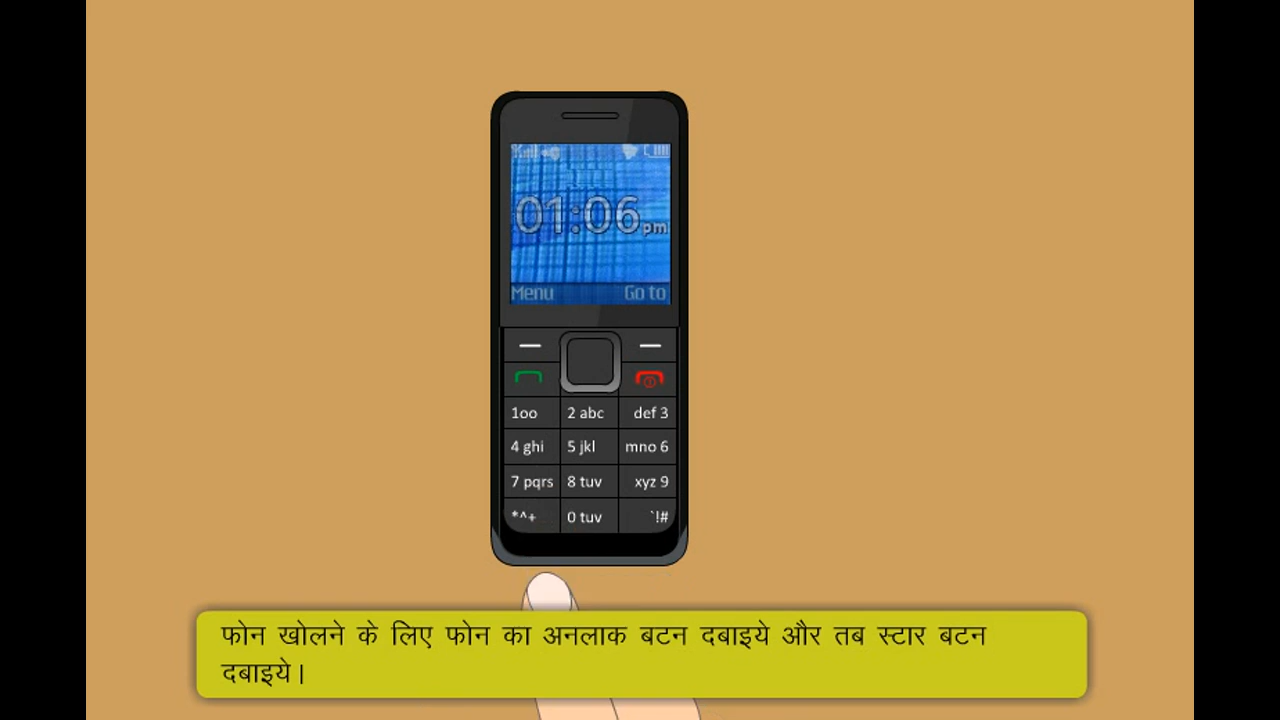 01:06 pm
Menu Go to
1oo 2 abc def 3
4 ghi 5 jkl mno 6
7 pqrs 8 tuv xyz 9
*^+ 0 tuv `!#
फोन खोलने के लिए फोन का अनलाक बटन दबाइये और तब स्टार बटन
दबाइये।